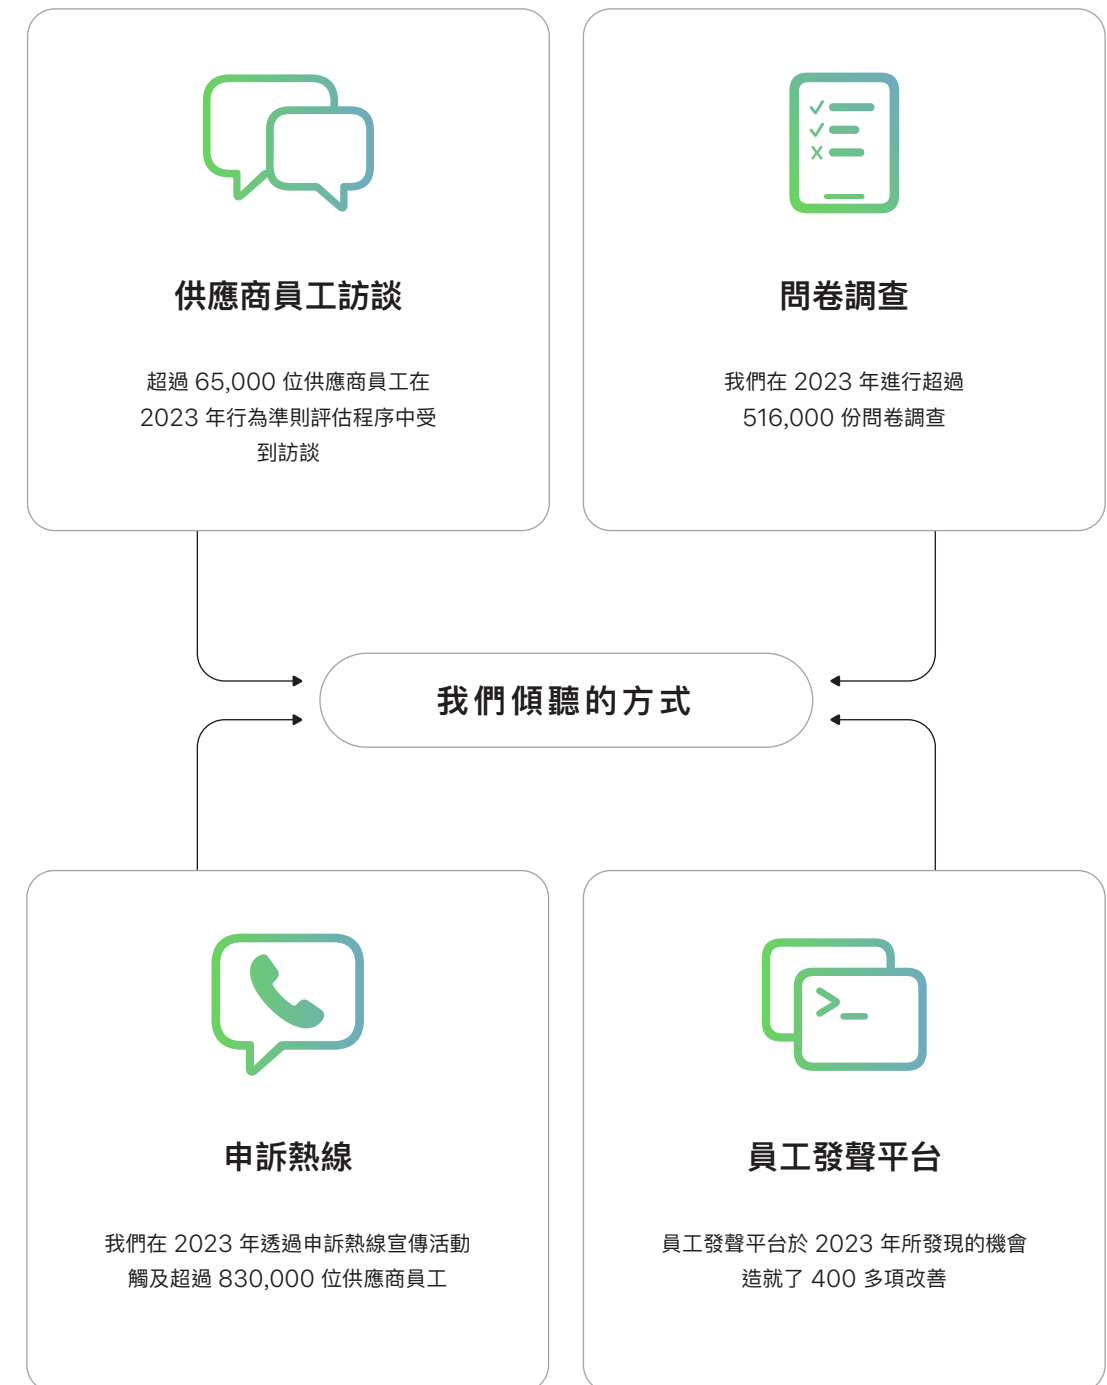 供應商員工訪談
超過 65,000 位供應商員工在
2023 年行為準則評估程序中受
到訪談
問卷調查
我們在 2023 年進行超過
516,000 份問卷調查
我們傾聽的方式
申訴熱線
我們在 2023 年透過申訴熱線宣傳活動
觸及超過 830,000 位供應商員工
員工發聲平台
員工發聲平台於 2023 年所發現的機會
造就了 400 多項改善